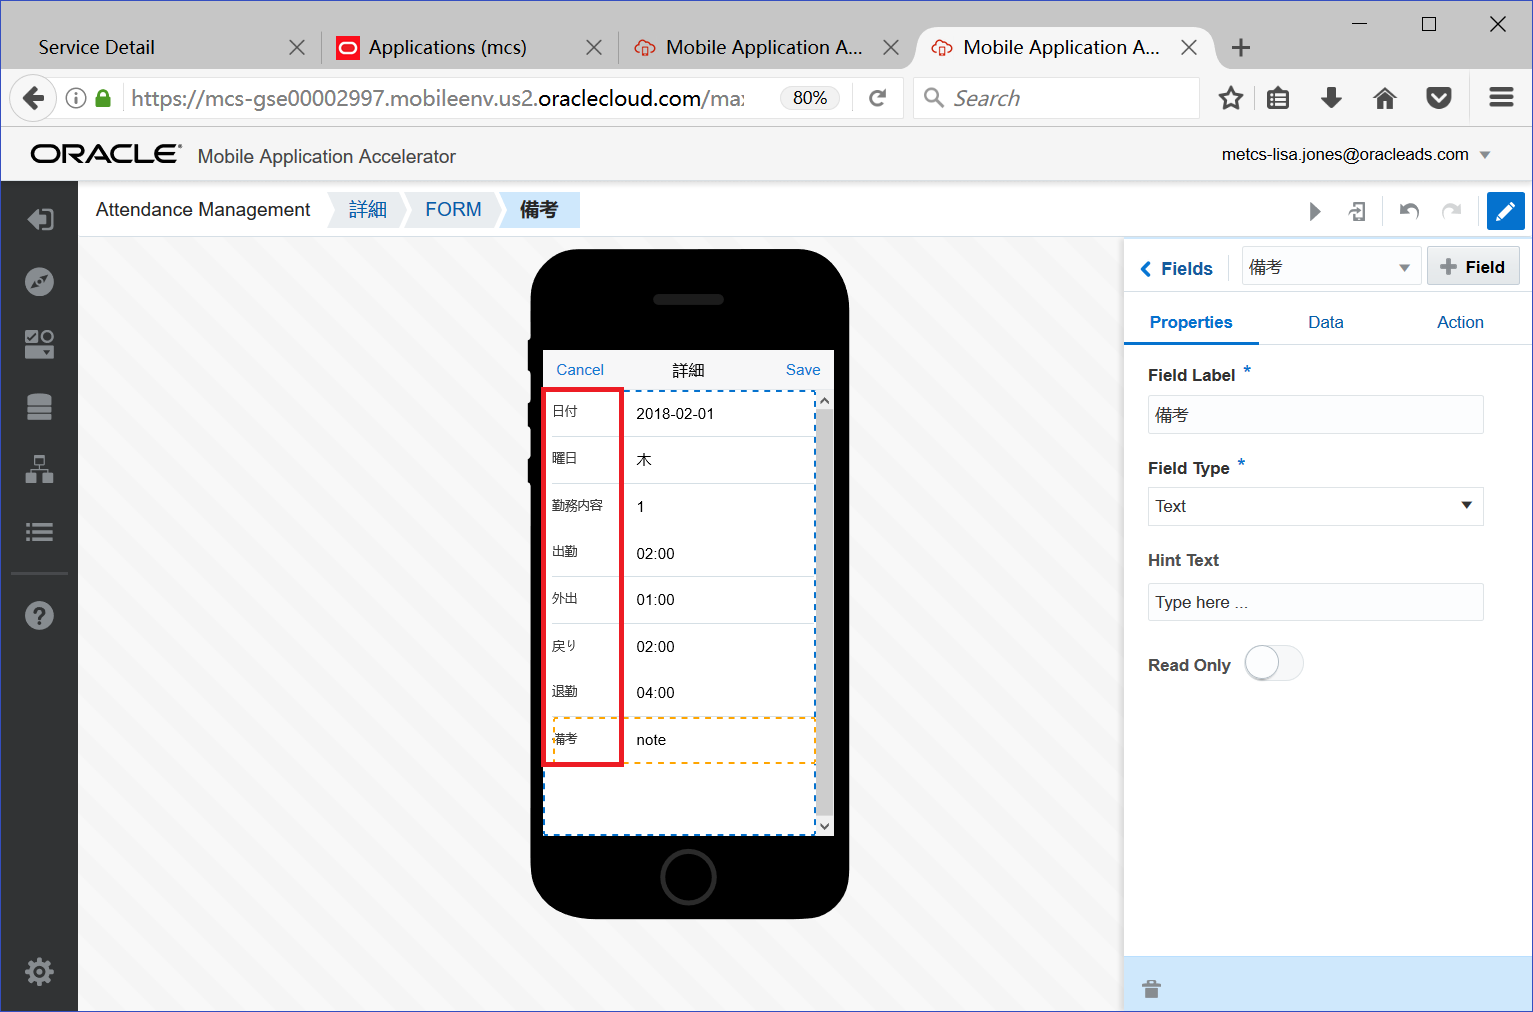 Service Detail
Applications (mcs)
Mobile Application A...
Mobile Application A...
https://mcs-gse00002997.mobileenv.us2.oraclecloud.com/max
80%
Search
ORACLE
Mobile Application Accelerator
metcs-lisa.jones@oracleads.com
Attendance Management
詳細
FORM
備考
Fields
備考
Field
Properties
Data
Action
Field Label *
備考
Field Type *
Text
Hint Text
Type here ...
Read Only
Cancel
詳細
Save
日付
2018-02-01
曜日
木
勤務内容
1
出勤
02:00
外出
01:00
戻り
02:00
退勤
04:00
備考
note